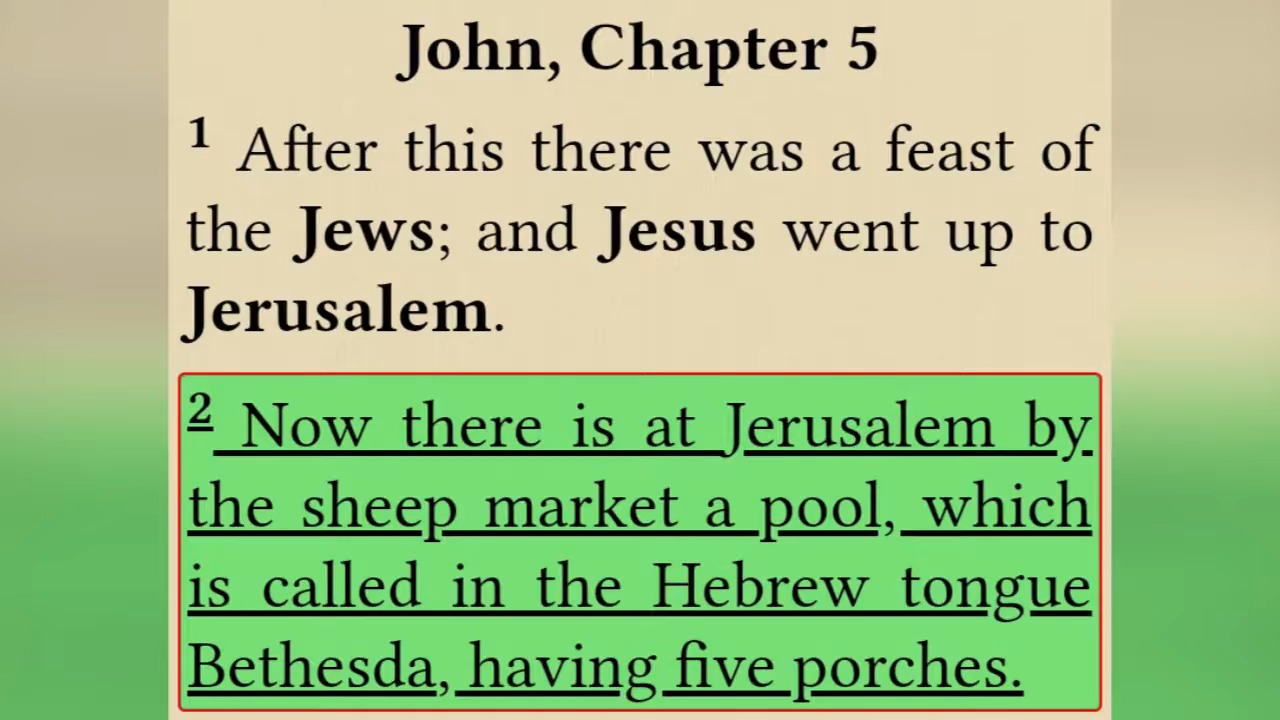 John, Chapter 5
1 After this there was a feast of
the Jews; and Jesus went up to
Jerusalem.
2 Now there is at Jerusalem by
the sheep market a pool, which
is called in the Hebrew tongue
Bethesda, having five porches.